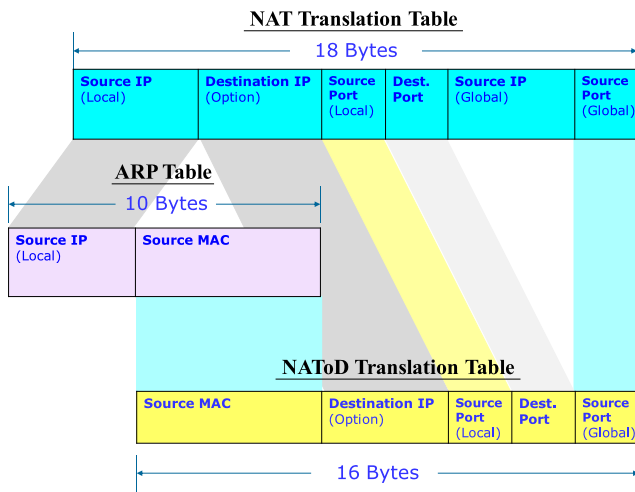 NAT Translation Table
18 Bytes
Source IP
(Local)
Destination IP
(Option)
Source
Port
(Local)
Dest.
Port
Source IP
(Global)
Source
Port
(Global)
ARP Table
10 Bytes
Source IP
(Local)
Source MAC
NAToD Translation Table
Source MAC
Destination IP
(Option)
Source
Port
(Local)
Dest.
Port
Source
Port
(Global)
16 Bytes